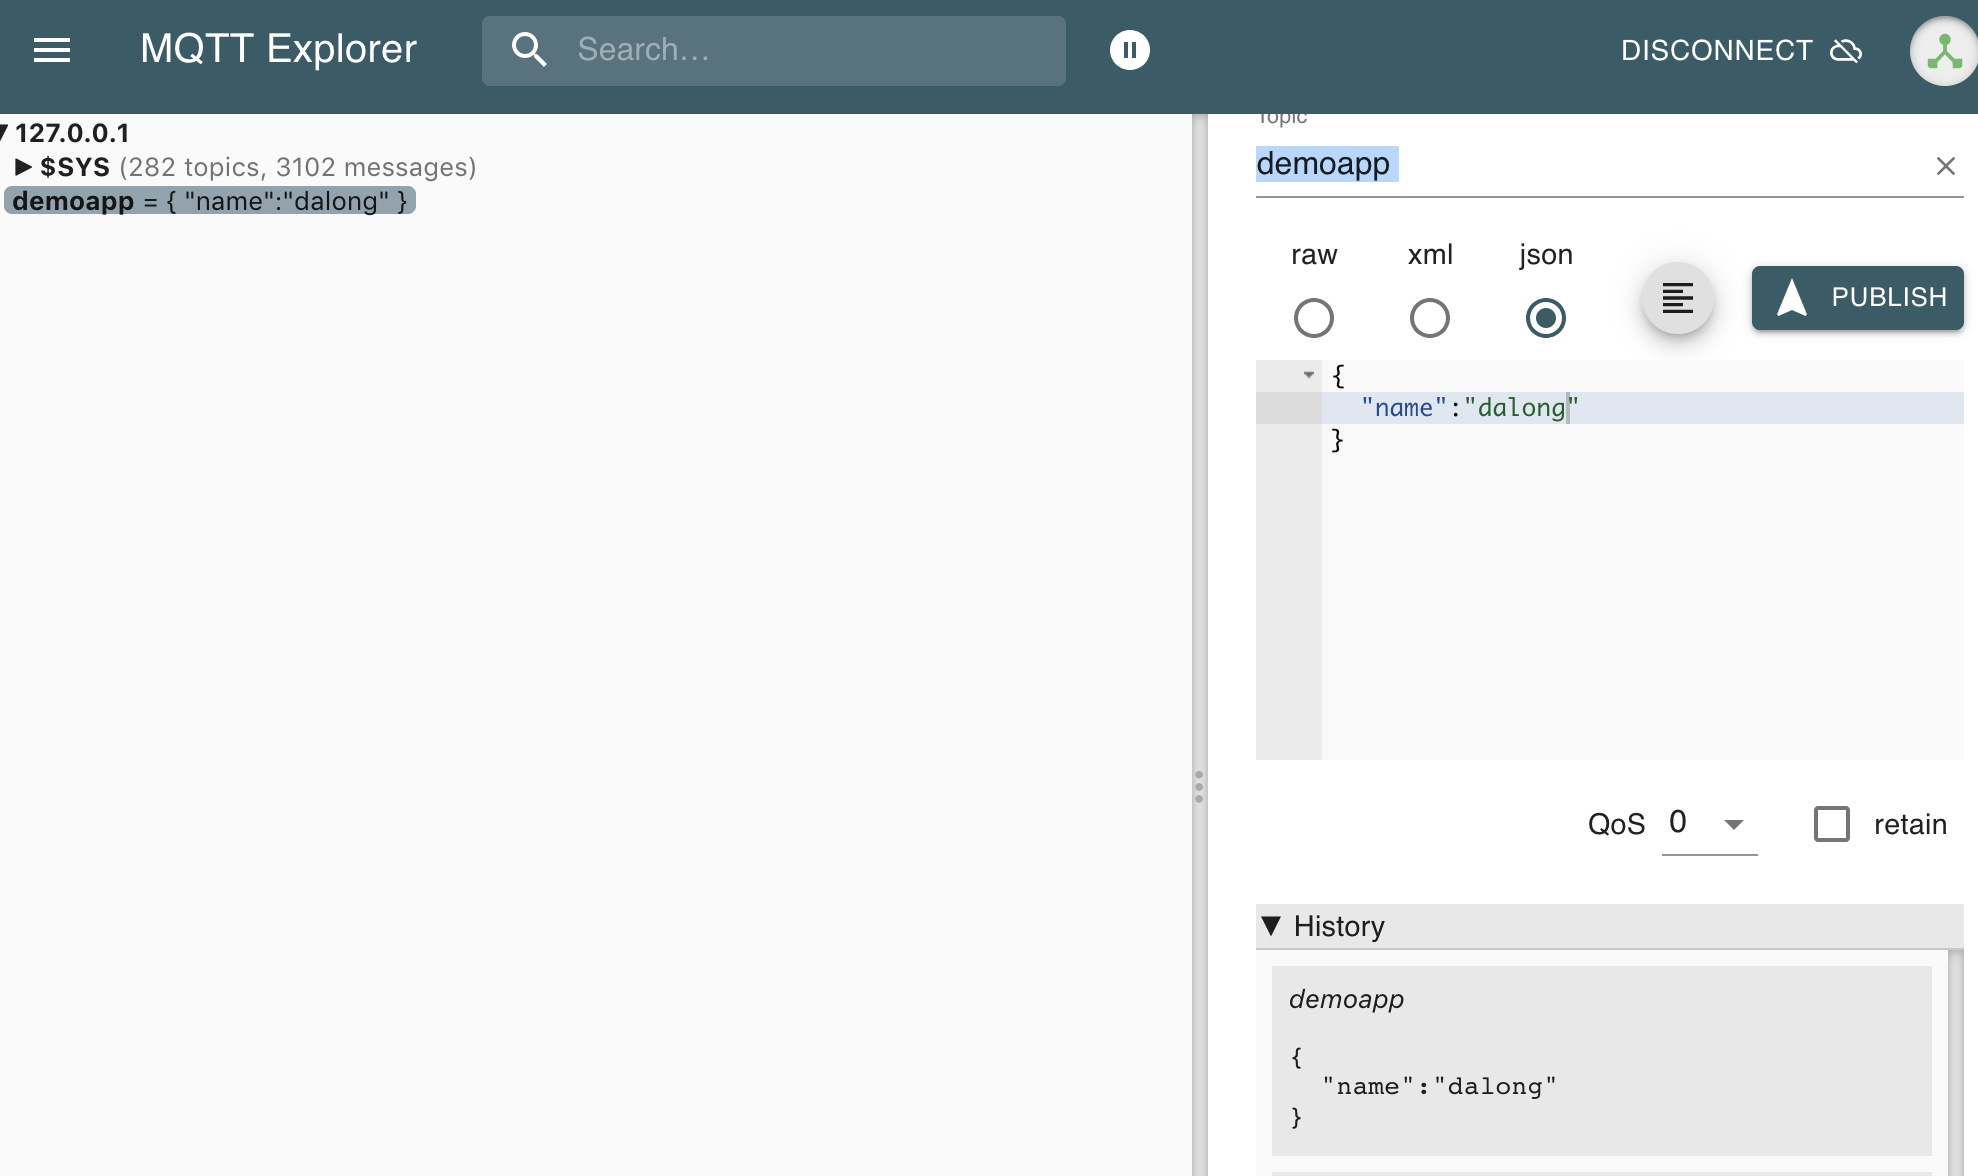 MQTT Explorer
Search...
DISCONNECT
127.0.0.1
$SYS (282 topics, 3102 messages)
demoapp = { "name":"dalong" }
Topic
demoapp
raw
xml
json
PUBLISH
{
"name":"dalong"
}
QoS 0
retain
History
demoapp
{
"name":"dalong"
}